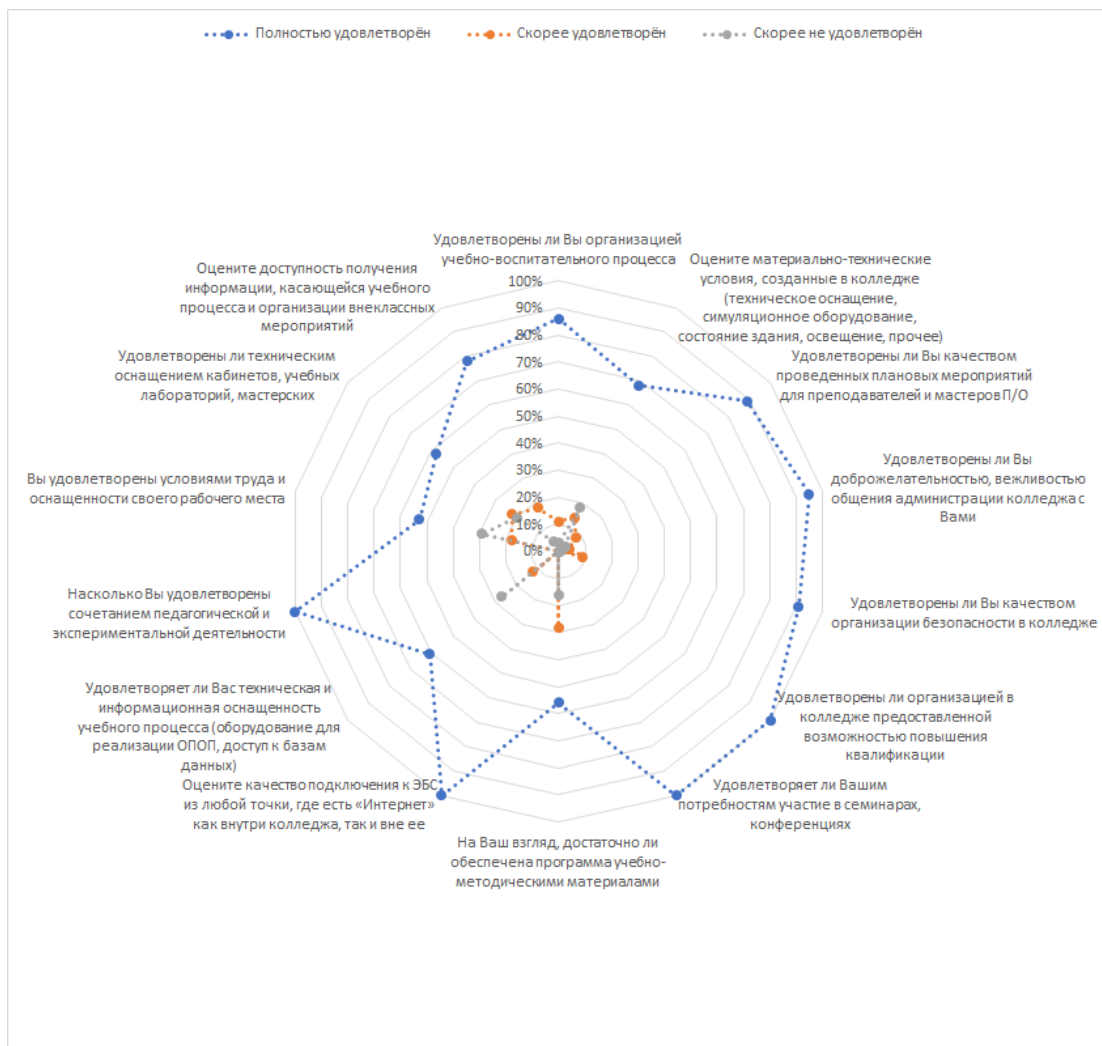 Полностью удовлетворён
Скорее удовлетворён
Скорее не удовлетворён
Удовлетворены ли Вы организацией
учебно-воспитательного процесса
Оцените материально-технические
условия, созданные в колледже
(техническое оснащение,
симуляционное оборудование,
состояние здания, освещение, прочее)
Удовлетворены ли Вы качеством
проведенных плановых мероприятий
для преподавателей и мастеров П/О
Удовлетворены ли Вы
доброжелательностью, вежливостью
общения администрации колледжа с
Вами
Удовлетворены ли Вы качеством
организации безопасности в колледже
Удовлетворены ли организацией в
колледже предоставленной
возможностью повышения
квалификации
Удовлетворяет ли Вашим
потребностям участие в семинарах,
конференциях
На Ваш взгляд, достаточно ли
обеспечена программа учебно-
методическими материалами
Оцените качество подключения к ЭБС
из любой точки, где есть «Интернет»
как внутри колледжа, так и вне ее
Удовлетворяет ли Вас техническая и
информационная оснащенность
учебного процесса (оборудование для
реализации ОПОП, доступ к базам
данных)
Насколько Вы удовлетворены
сочетанием педагогической и
экспериментальной деятельности
Вы удовлетворены условиями труда и
оснащенности своего рабочего места
Удовлетворены ли техническим
оснащением кабинетов, учебных
лабораторий, мастерских
Оцените доступность получения
информации, касающейся учебного
процесса и организации внеклассных
мероприятий
100%
90%
80%
70%
60%
50%
40%
30%
20%
10%
0%